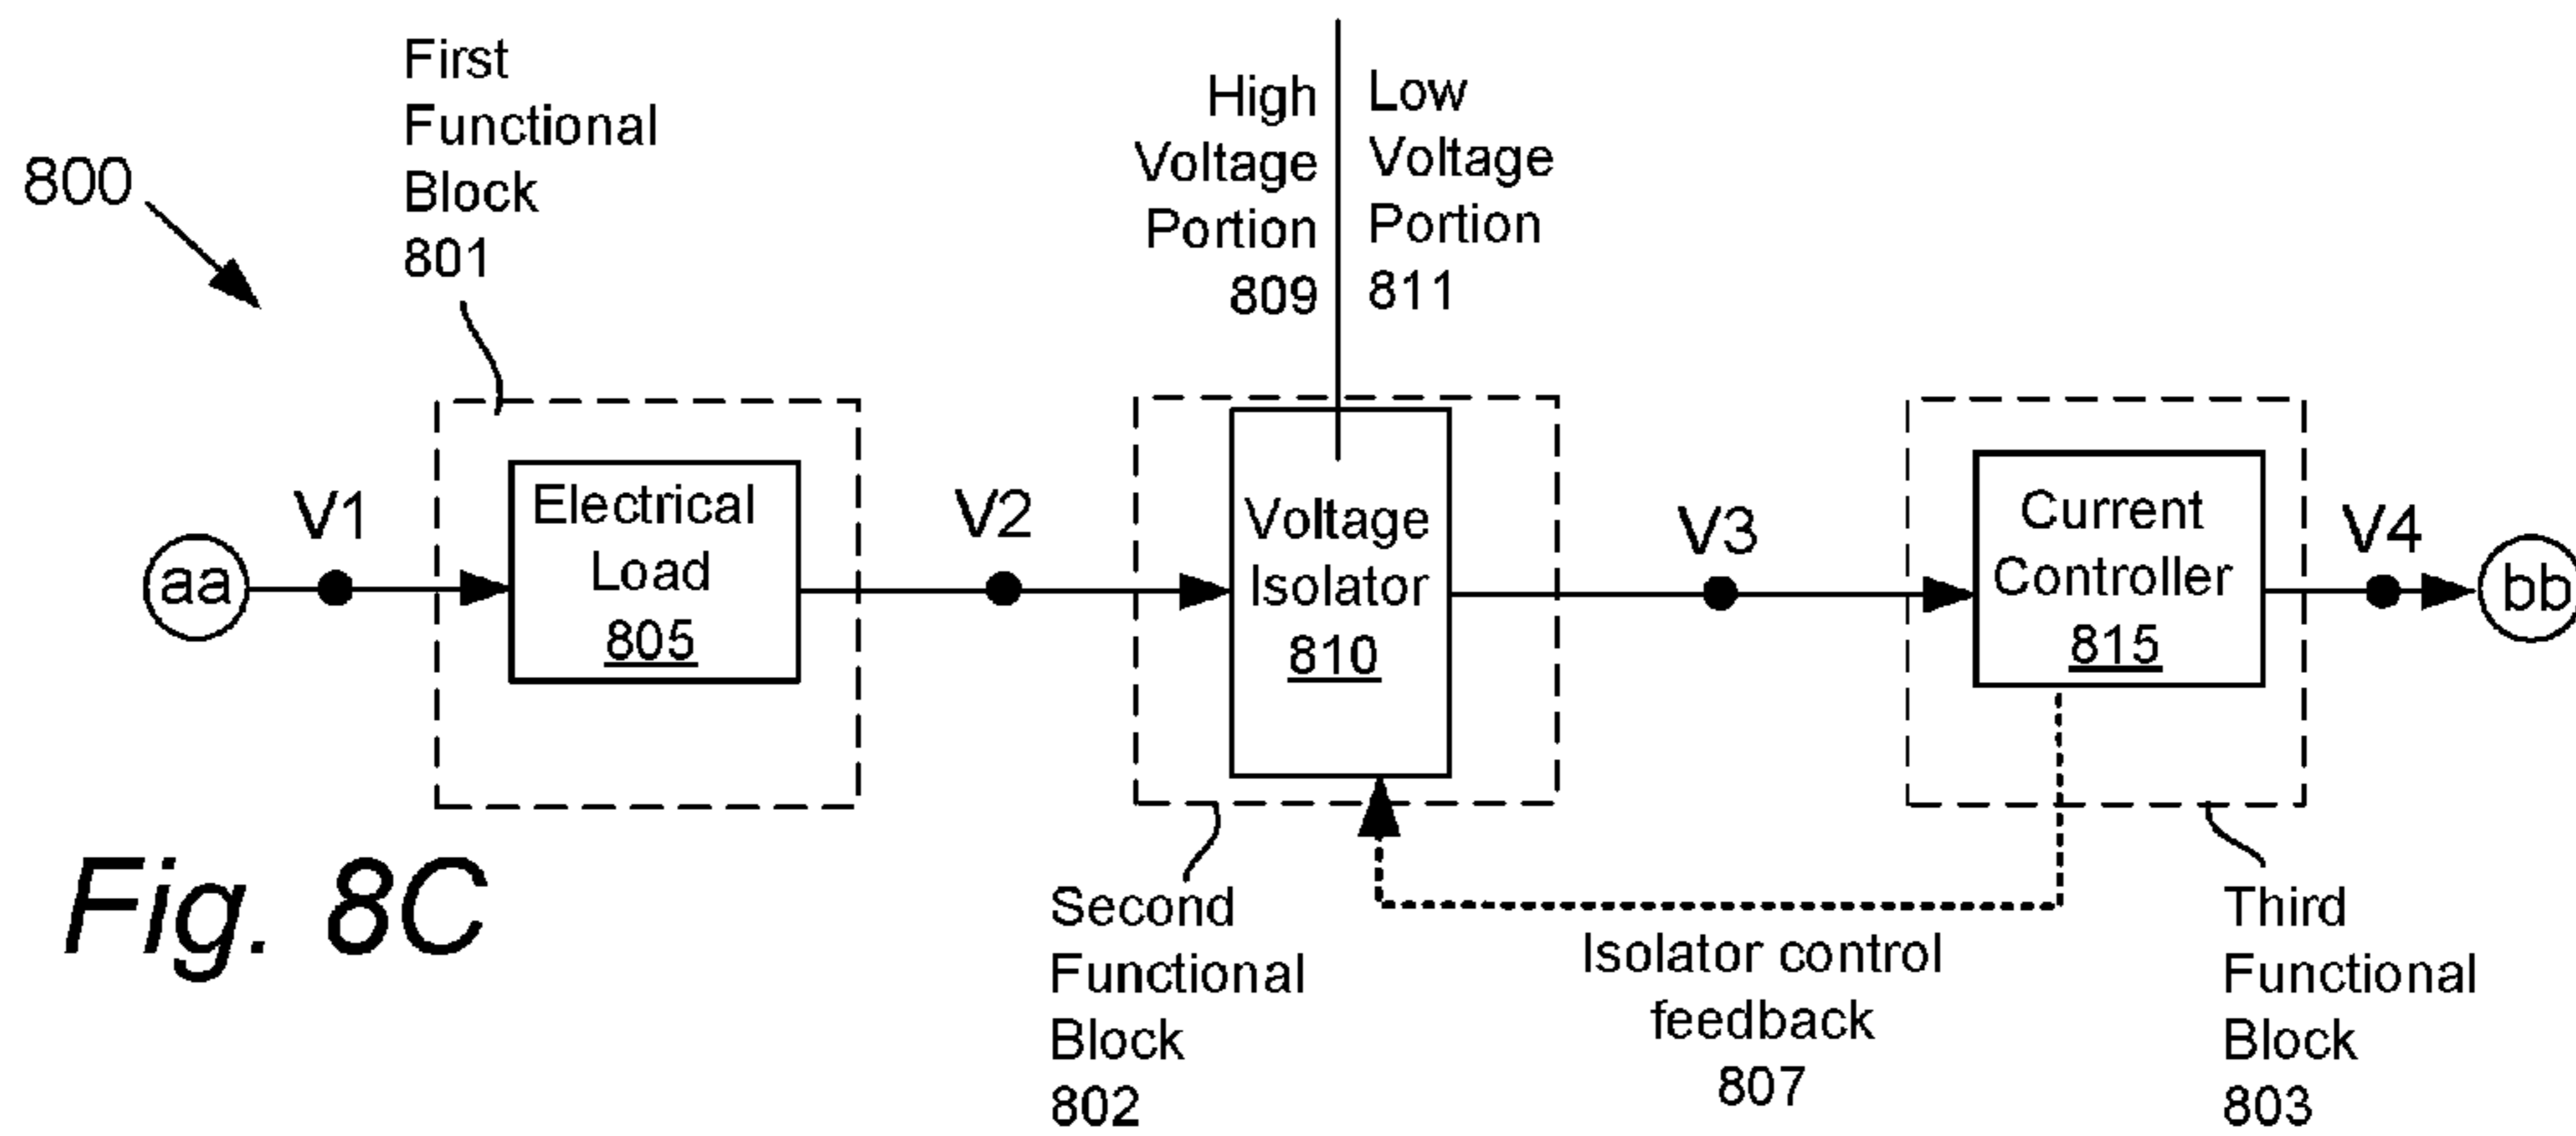 800
First
Functional
Block
801
High
Voltage
Portion
809
Low
Voltage
Portion
811
aa
V1
Electrical
Load
805
V2
Voltage
Isolator
810
V3
Current
Controller
815
V4
bb
Fig. 8C
Second
Functional
Block
802
Isolator control
feedback
807
Third
Functional
Block
803